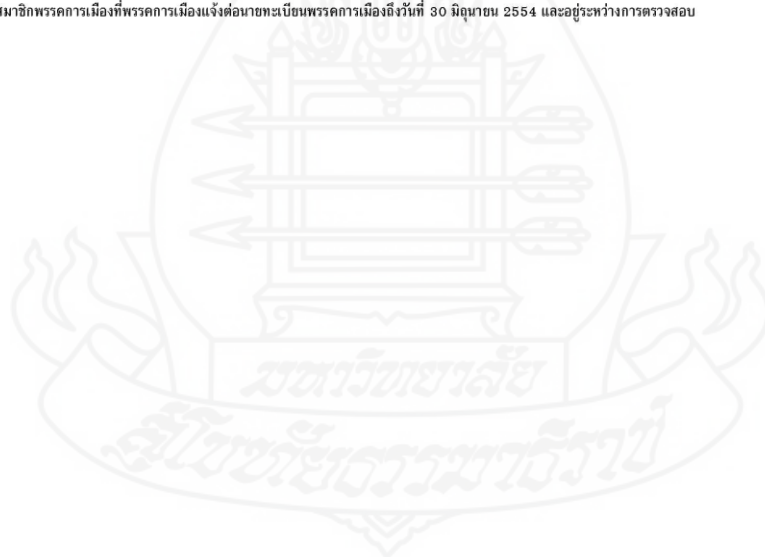 สมาชิกพรรคการเมืองที่พรรคการเมืองแจ้งต่อนายทะเบียนพรรคการเมืองถึงวันที่ 30 มิถุนายน 2554 และอยู่ระหว่างการตรวจสอบ
มหาวิทยาลัย
สุโขทัยธรรมาธิราช